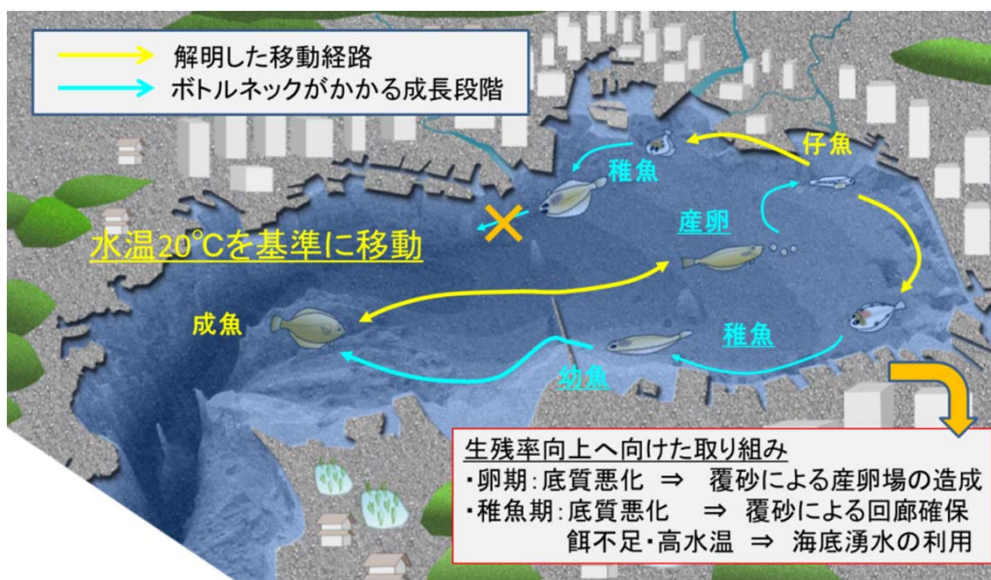 解明した移動経路
ボトルネックがかかる成長段階
仔魚
稚魚
産卵
水温20℃を基準に移動
成魚
稚魚
幼魚
生残率向上へ向けた取り組み
・卵期:底質悪化 ⇒ 覆砂による産卵場の造成
・稚魚期:底質悪化 ⇒ 覆砂による回廊確保
餌不足・高水温 ⇒ 海底湧水の利用